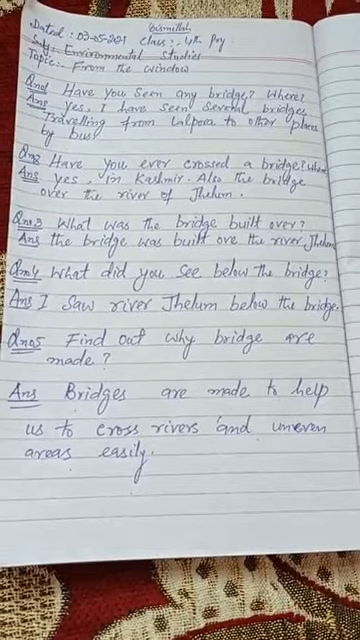 Bismillah
Dated: 03-05-2021 Class:- 4th Pry
Subj:- Environmental Studies
Topic:- From the window
Qno1 Have you seen any bridge? Where?
Ans yes, I have seen several bridges
Travelling from Lalpora to other places
by bus.
Qno2 Have you ever crossed a bridge? where
Ans yes, in Kashmir. Also the bridge
over the river of Jhelum.
Qno3 What was the bridge built over?
Ans the bridge was built ove the river Jhelum
Qno4 What did you see below the bridge?
Ans I Saw river Jhelum below the bridge.
Qno5 Find out why bridge are
made?
Ans Bridges are made to help
us to cross rivers and uneven
areas easily.